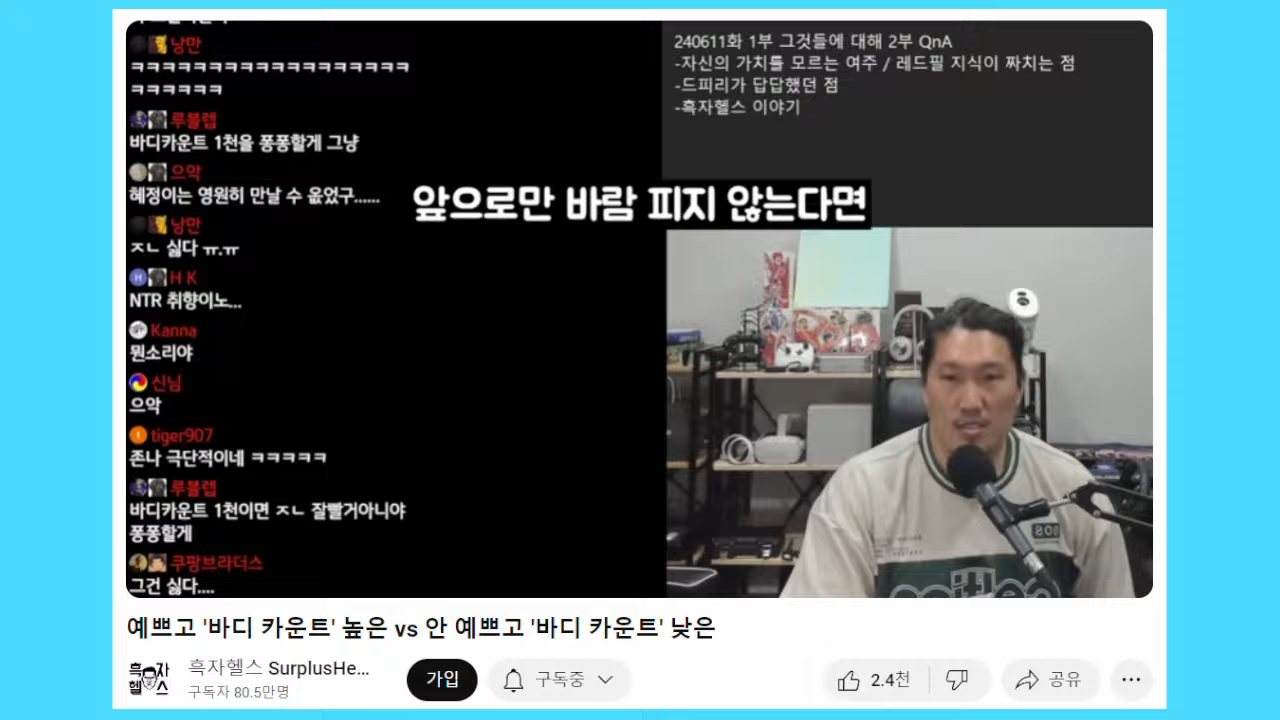 낭만
ㅋㅋㅋㅋㅋㅋㅋㅋㅋㅋㅋㅋㅋㅋㅋㅋㅋㅋ
ㅋㅋㅋㅋㅋㅋ
루불렙
바디카운트 1천을 퐁퐁할게 그냥
으악
혜정이는 영원히 만날 수 옶었구......
낭만
ㅈㄴ 싫다 ㅠ.ㅠ
H K
NTR 취향이노...
Kanna
뭔소리야
신님
으악
tiger907
존나 극단적이네 ㅋㅋㅋㅋㅋ
루불렙
바디카운트 1천이면 ㅈㄴ 잘빨거아니야
퐁퐁할게
쿠팡브라더스
그건 싫다....
240611화 1부 그것들에 대해 2부 QnA
-자신의 가치를 모르는 여주 / 레드필 지식이 짜치는 점
-드피리가 답답했던 점
-흑자헬스 이야기
앞으로만 바람 피지 않는다면
808
예쁘고 '바디 카운트' 높은 vs 안 예쁘고 '바디 카운트' 낮은
흑자
헬스
흑자헬스 SurplusHe...
구독자 80.5만명
가입
구독중
2.4천
공유